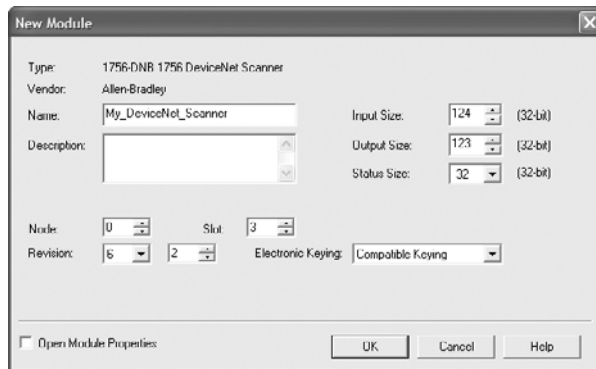 New Module
Type: 1756-DNB 1756 DeviceNet Scanner
Vendor: Allen-Bradley
Name: My_DeviceNet_Scanner Input Size: 124 (32-bit)
Description: Output Size: 123 (32-bit)
Status Size: 32 (32-bit)
Node: 0 Slot: 3
Revision: 6 2 Electronic Keying: Compatible Keying
Open Module Properties OK Cancel Help